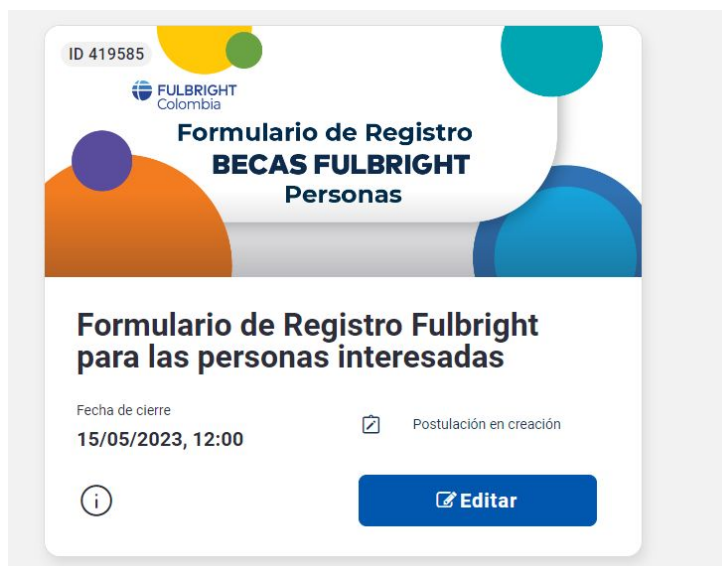 ID 419585
FULBRIGHT
Colombia
Formulario de Registro
BECAS FULBRIGHT
Personas
Formulario de Registro Fulbright
para las personas interesadas
Fecha de cierre
15/05/2023, 12:00
Postulación en creación
Editar